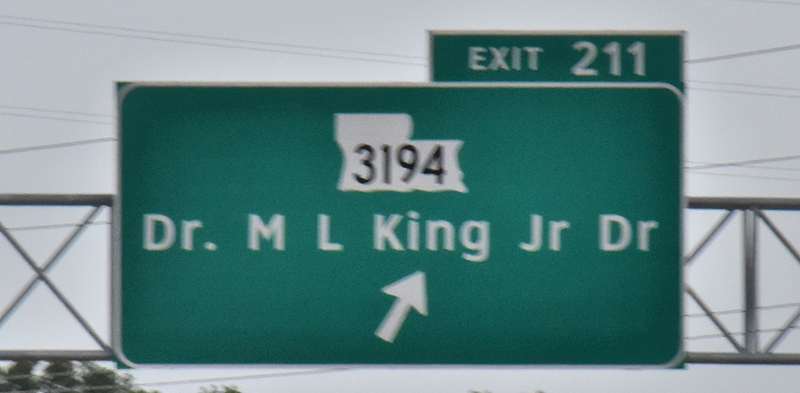 EXIT 211
3194
Dr. M L King Jr Dr